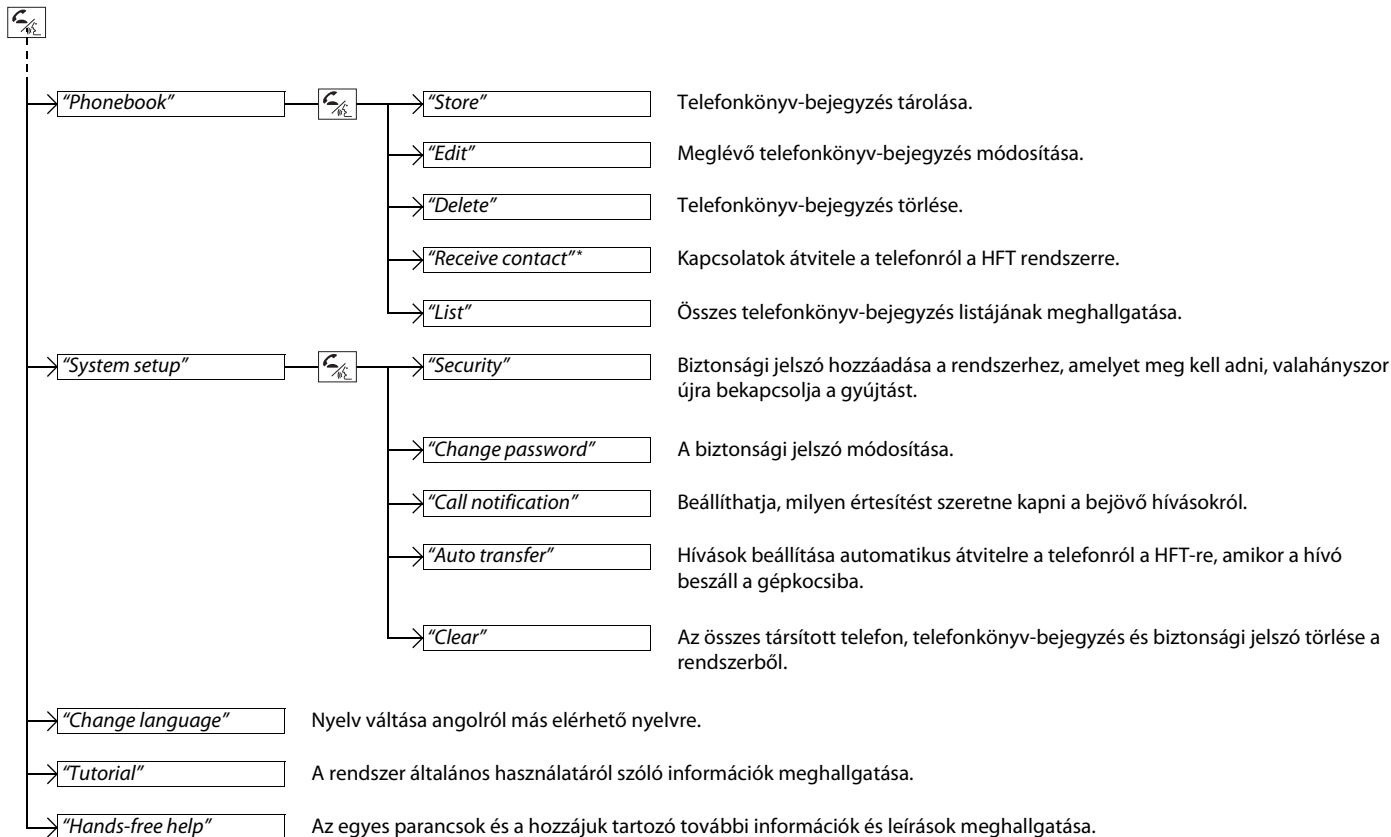 “Phonebook”
“Store”
Telefonkönyv-bejegyzés tárolása.
“Edit”
Meglévő telefonkönyv-bejegyzés módosítása.
“Delete”
Telefonkönyv-bejegyzés törlése.
“Receive contact”*
Kapcsolatok átvitele a telefonról a HFT rendszerre.
“List”
Összes telefonkönyv-bejegyzés listájának meghallgatása.
“System setup”
“Security”
Biztonsági jelszó hozzáadása a rendszerhez, amelyet meg kell adni, valahányszor
újra bekapcsolja a gyújtást.
“Change password”
A biztonsági jelszó módosítása.
“Call notification”
Beállíthatja, milyen értesítést szeretne kapni a bejövő hívásokról.
“Auto transfer”
Hívások beállítása automatikus átvitelre a telefonról a HFT-re, amikor a hívó
beszáll a gépkocsiba.
“Clear”
Az összes társított telefon, telefonkönyv-bejegyzés és biztonsági jelszó törlése a
rendszerből.
“Change language”
Nyelv váltása angolról más elérhető nyelvre.
“Tutorial”
A rendszer általános használatáról szóló információk meghallgatása.
“Hands-free help”
Az egyes parancsok és a hozzájuk tartozó további információk és leírások meghallgatása.